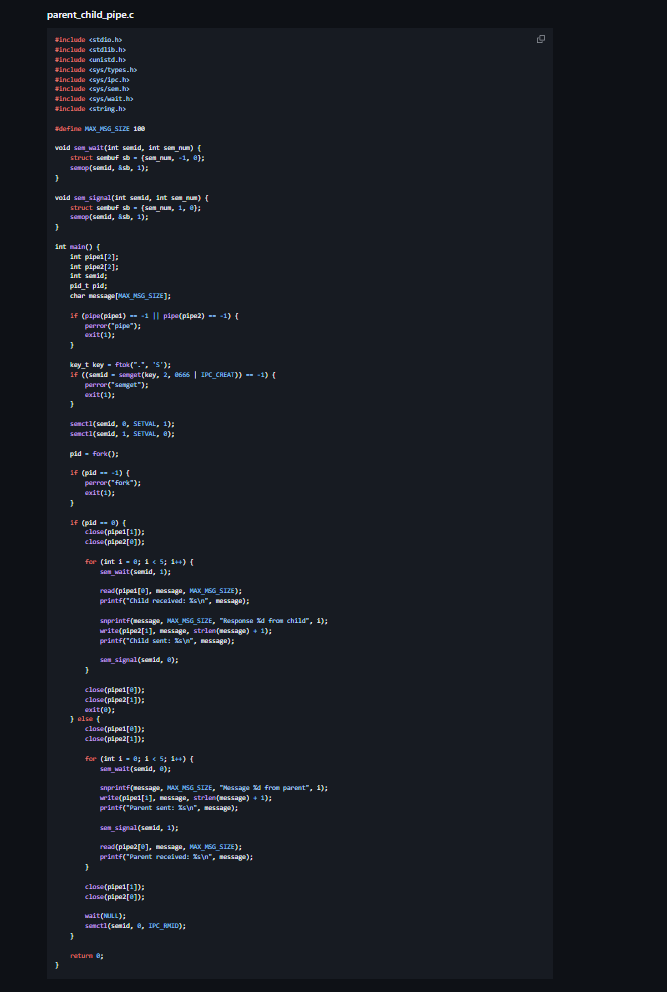 parent_child_pipe.c
#include <stdio.h>
#include <stdlib.h>
#include <unistd.h>
#include <sys/types.h>
#include <sys/ipc.h>
#include <sys/sem.h>
#include <sys/wait.h>
#include <string.h>

#define MAX_MSG_SIZE 100

void sem_wait(int semid, int sem_num) {
    struct sembuf sb = {sem_num, -1, 0};
    semop(semid, &sb, 1);
}

void sem_signal(int semid, int sem_num) {
    struct sembuf sb = {sem_num, 1, 0};
    semop(semid, &sb, 1);
}

int main() {
    int pipe1[2];
    int pipe2[2];
    int semid;
    pid_t pid;
    char message[MAX_MSG_SIZE];

    if (pipe(pipe1) == -1 || pipe(pipe2) == -1) {
        perror("pipe");
        exit(1);
    }

    key_t key = ftok(".", 'S');
    if ((semid = semget(key, 2, 0666 | IPC_CREAT)) == -1) {
        perror("semget");
        exit(1);
    }

    semctl(semid, 0, SETVAL, 1);
    semctl(semid, 1, SETVAL, 0);

    pid = fork();

    if (pid == -1) {
        perror("fork");
        exit(1);
    }

    if (pid == 0) {
        close(pipe1[1]);
        close(pipe2[0]);

        for (int i = 0; i < 5; i++) {
            sem_wait(semid, 1);

            read(pipe1[0], message, MAX_MSG_SIZE);
            printf("Child received: %s\n", message);

            snprintf(message, MAX_MSG_SIZE, "Response %d from child", i);
            write(pipe2[1], message, strlen(message) + 1);
            printf("Child sent: %s\n", message);

            sem_signal(semid, 0);
        }

        close(pipe1[0]);
        close(pipe2[1]);
        exit(0);
    } else {
        close(pipe1[0]);
        close(pipe2[1]);

        for (int i = 0; i < 5; i++) {
            sem_wait(semid, 0);

            snprintf(message, MAX_MSG_SIZE, "Message %d from parent", i);
            write(pipe1[1], message, strlen(message) + 1);
            printf("Parent sent: %s\n", message);

            sem_signal(semid, 1);

            read(pipe2[0], message, MAX_MSG_SIZE);
            printf("Parent received: %s\n", message);
        }

        close(pipe1[1]);
        close(pipe2[0]);

        wait(NULL);
        semctl(semid, 0, IPC_RMID);
    }

    return 0;
}